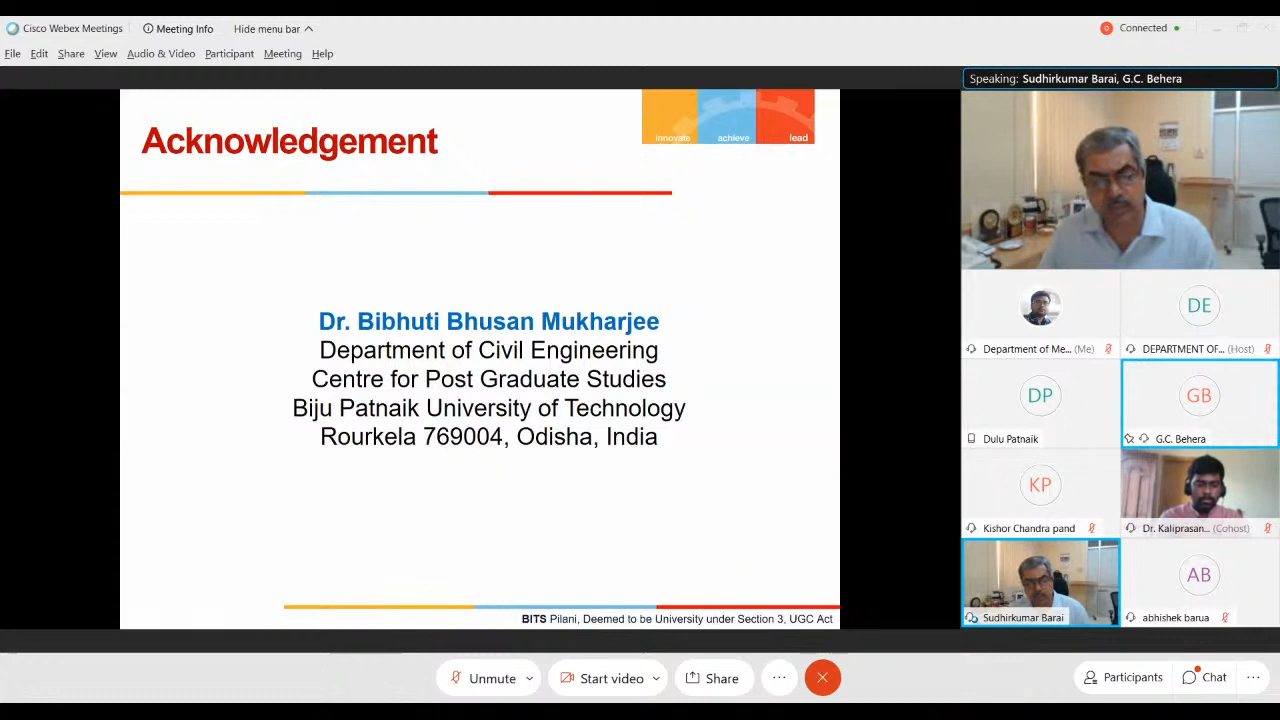 Cisco Webex Meetings
Meeting Info
Hide menu bar
Connected
File Edit Share View Audio & Video Participant Meeting Help
Speaking: Sudhirkumar Barai, G.C. Behera
innovate achieve lead
Acknowledgement
Dr. Bibhuti Bhusan Mukharjee
Department of Civil Engineering
Centre for Post Graduate Studies
Biju Patnaik University of Technology
Rourkela 769004, Odisha, India
BITS Pilani, Deemed to be University under Section 3, UGC Act
Department of Me... (Me)
DE
DEPARTMENT OF... (Host)
DP
Dulu Patnaik
GB
G.C. Behera
KP
Kishor Chandra pand
Dr. Kaliprasan... (Cohost)
Sudhirkumar Barai
AB
abhishek barua
Unmute
Start video
Share
Participants
Chat